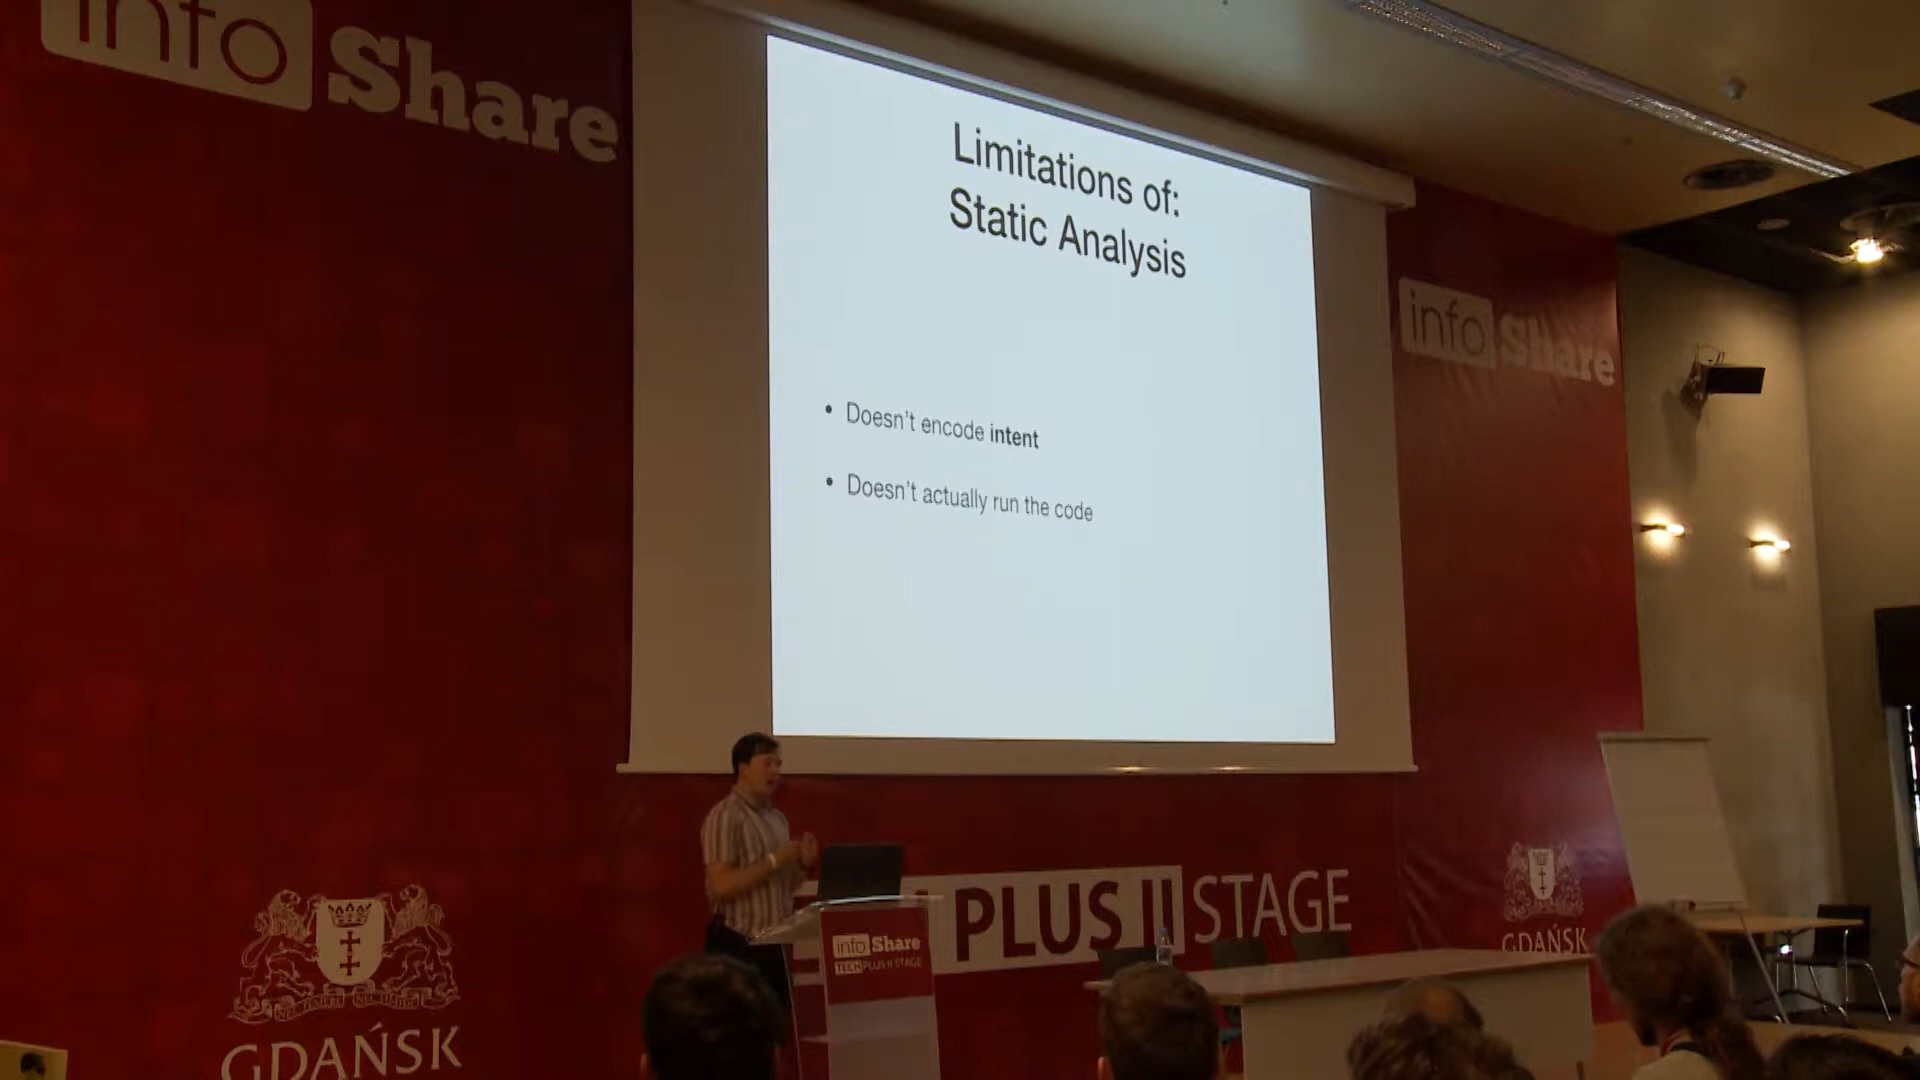 info Share
Limitations of:
Static Analysis
• Doesn't encode intent
• Doesn't actually run the code
info Share
PLUS II STAGE
info Share
TECH PLUS II STAGE
GDAŃSK
GDAŃSK